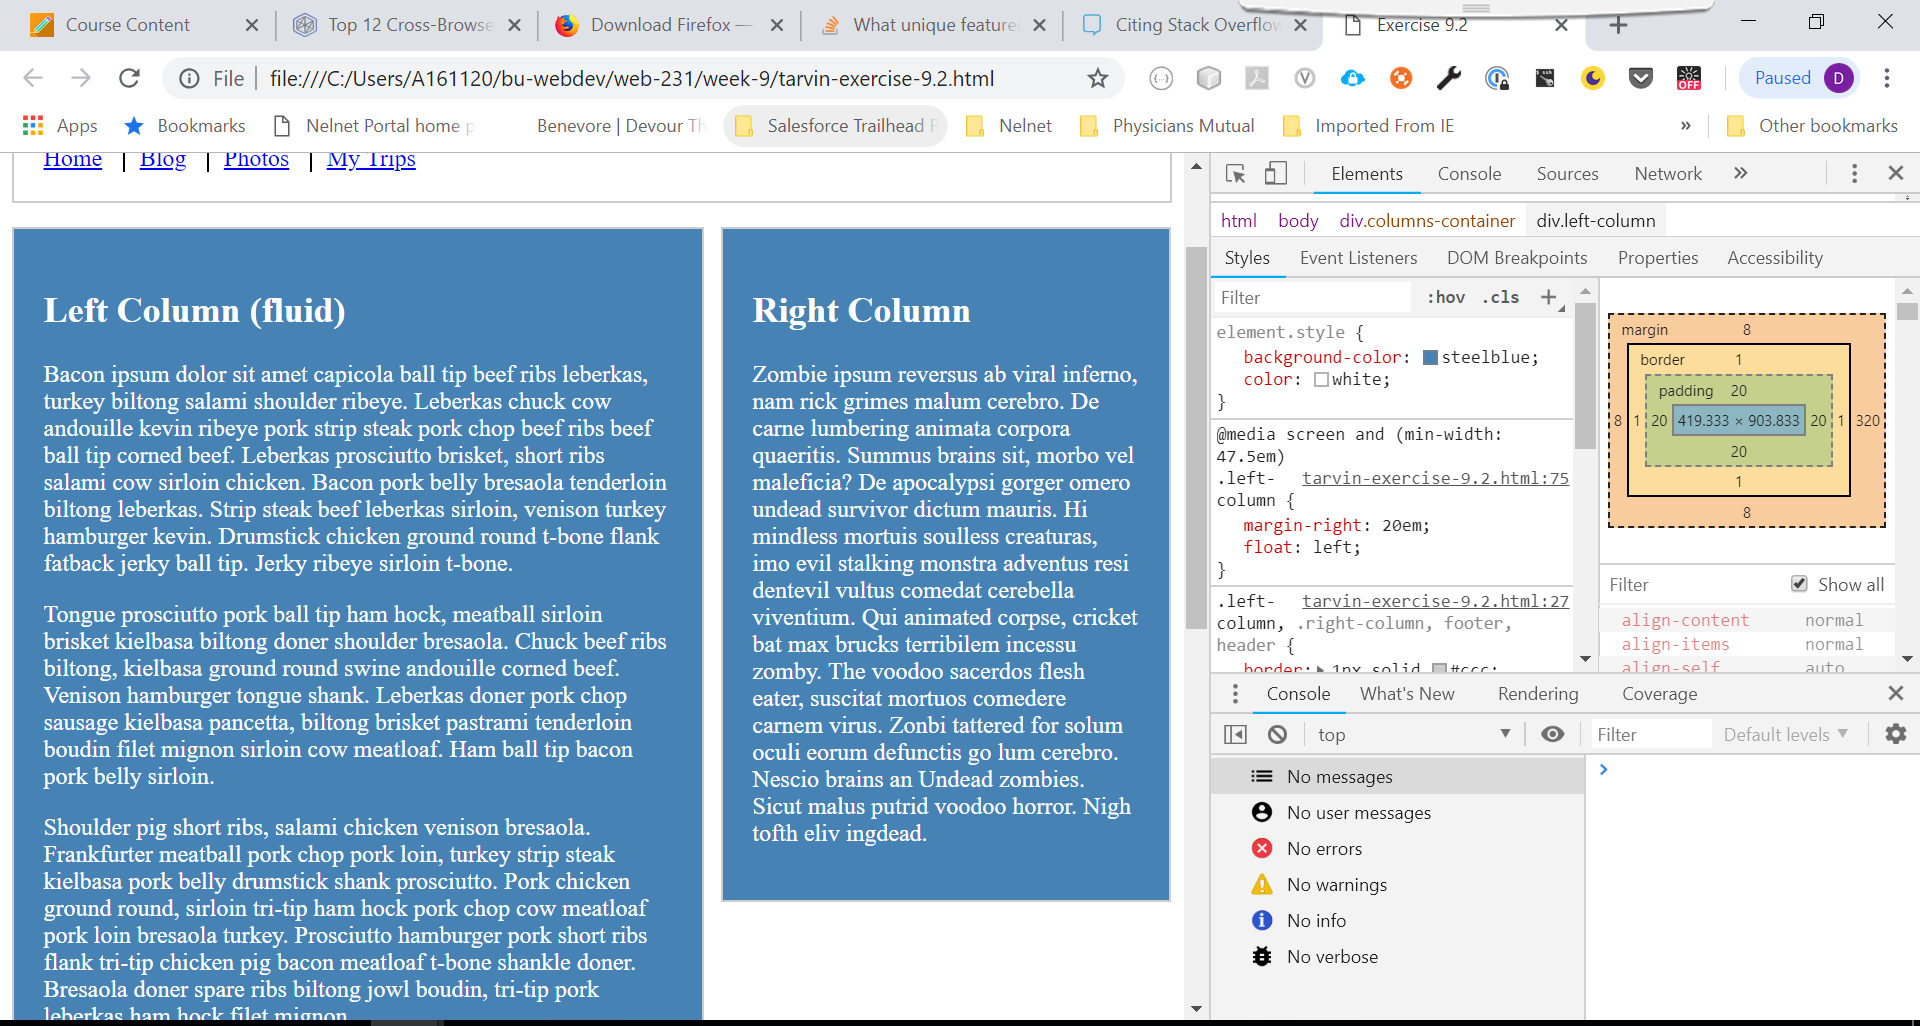 Course Content
Top 12 Cross-Browse
Download Firefox —
What unique feature
Citing Stack Overflow
Exercise 9.2
File
file:///C:/Users/A161120/bu-webdev/web-231/week-9/tarvin-exercise-9.2.html
OFF
Paused
D
Apps
Bookmarks
Nelnet Portal home p
Benevore | Devour Th
Salesforce Trailhead
Nelnet
Physicians Mutual
Imported From IE
»
Other bookmarks
Home | Blog | Photos | My Trips
Left Column (fluid)
Bacon ipsum dolor sit amet capicola ball tip beef ribs leberkas,
turkey biltong salami shoulder ribeye. Leberkas chuck cow
andouille kevin ribeye pork strip steak pork chop beef ribs beef
ball tip corned beef. Leberkas prosciutto brisket, short ribs
salami cow sirloin chicken. Bacon pork belly bresaola tenderloin
biltong leberkas. Strip steak beef leberkas sirloin, venison turkey
hamburger kevin. Drumstick chicken ground round t-bone flank
fatback jerky ball tip. Jerky ribeye sirloin t-bone.
Tongue prosciutto pork ball tip ham hock, meatball sirloin
brisket kielbasa biltong doner shoulder bresaola. Chuck beef ribs
biltong, kielbasa ground round swine andouille corned beef.
Venison hamburger tongue shank. Leberkas doner pork chop
sausage kielbasa pancetta, biltong brisket pastrami tenderloin
boudin filet mignon sirloin cow meatloaf. Ham ball tip bacon
pork belly sirloin.
Shoulder pig short ribs, salami chicken venison bresaola.
Frankfurter meatball pork chop pork loin, turkey strip steak
kielbasa pork belly drumstick shank prosciutto. Pork chicken
ground round, sirloin tri-tip ham hock pork chop cow meatloaf
pork loin bresaola turkey. Prosciutto hamburger pork short ribs
flank tri-tip chicken pig bacon meatloaf t-bone shankle doner.
Bresaola doner spare ribs biltong jowl boudin, tri-tip pork
leberkas ham hock filet mignon
Right Column
Zombie ipsum reversus ab viral inferno,
nam rick grimes malum cerebro. De
carne lumbering animata corpora
quaeritis. Summus brains sit, morbo vel
maleficia? De apocalypsi gorger omero
undead survivor dictum mauris. Hi
mindless mortuis soulless creaturas,
imo evil stalking monstra adventus resi
dentevil vultus comedat cerebella
viventium. Qui animated corpse, cricket
bat max brucks terribilem incessu
zomby. The voodoo sacerdos flesh
eater, suscitat mortuos comedere
carnem virus. Zonbi tattered for solum
oculi eorum defunctis go lum cerebro.
Nescio brains an Undead zombies.
Sicut malus putrid voodoo horror. Nigh
tofth eliv ingdead.
Elements
Console
Sources
Network
»
html body div.columns-container div.left-column
Styles
Event Listeners
DOM Breakpoints
Properties
Accessibility
Filter
:hov .cls +
element.style {
background-color: steelblue;
color: white;
}
@media screen and (min-width:
47.5em)
.left- tarvin-exercise-9.2.html:75
column {
margin-right: 20em;
float: left;
}
.left- tarvin-exercise-9.2.html:27
column, .right-column, footer,
header {
border: 1px solid #ccc;
margin 8
border 1
padding 20
8 1 20 419.333 × 903.833 20 1 320
20
1
8
Filter
Show all
align-content normal
align-items normal
align-self auto
Console
What's New
Rendering
Coverage
top
Filter
Default levels
No messages
No user messages
No errors
No warnings
No info
No verbose